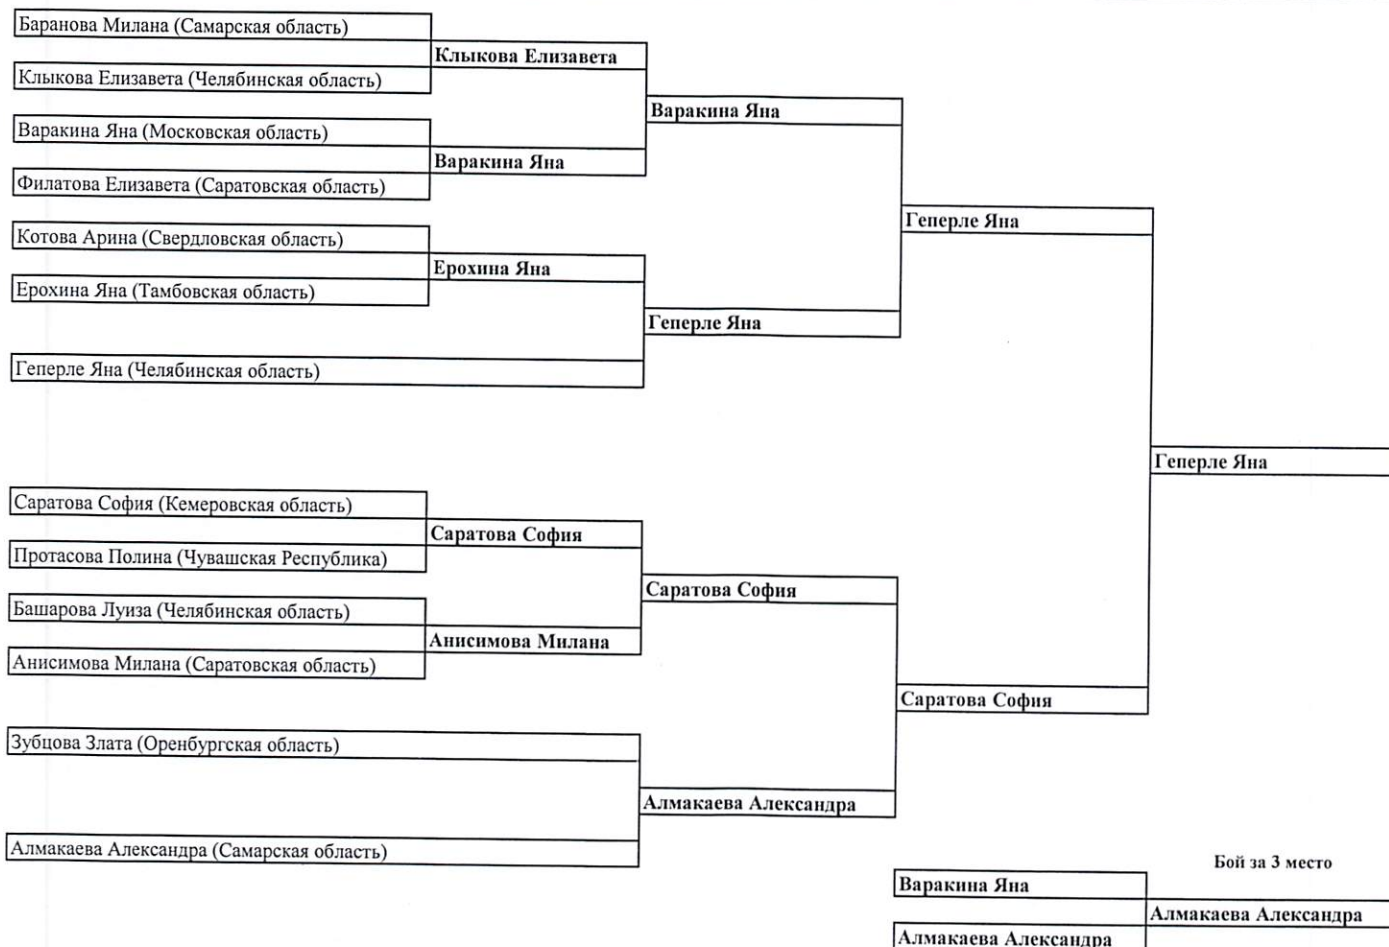 Баранова Милана (Самарская область)
Клыкова Елизавета
Клыкова Елизавета (Челябинская область)
Варакина Яна
Варакина Яна (Московская область)
Варакина Яна
Филатова Елизавета (Саратовская область)
Геперле Яна
Котова Арина (Свердловская область)
Ерохина Яна
Ерохина Яна (Тамбовская область)
Геперле Яна
Геперле Яна (Челябинская область)
Геперле Яна
Саратова София (Кемеровская область)
Саратова София
Протасова Полина (Чувашская Республика)
Саратова София
Башарова Луиза (Челябинская область)
Анисимова Милана
Анисимова Милана (Саратовская область)
Саратова София
Зубцова Злата (Оренбургская область)
Алмакаева Александра
Алмакаева Александра (Самарская область)
Бой за 3 место
Варакина Яна
Алмакаева Александра
Алмакаева Александра